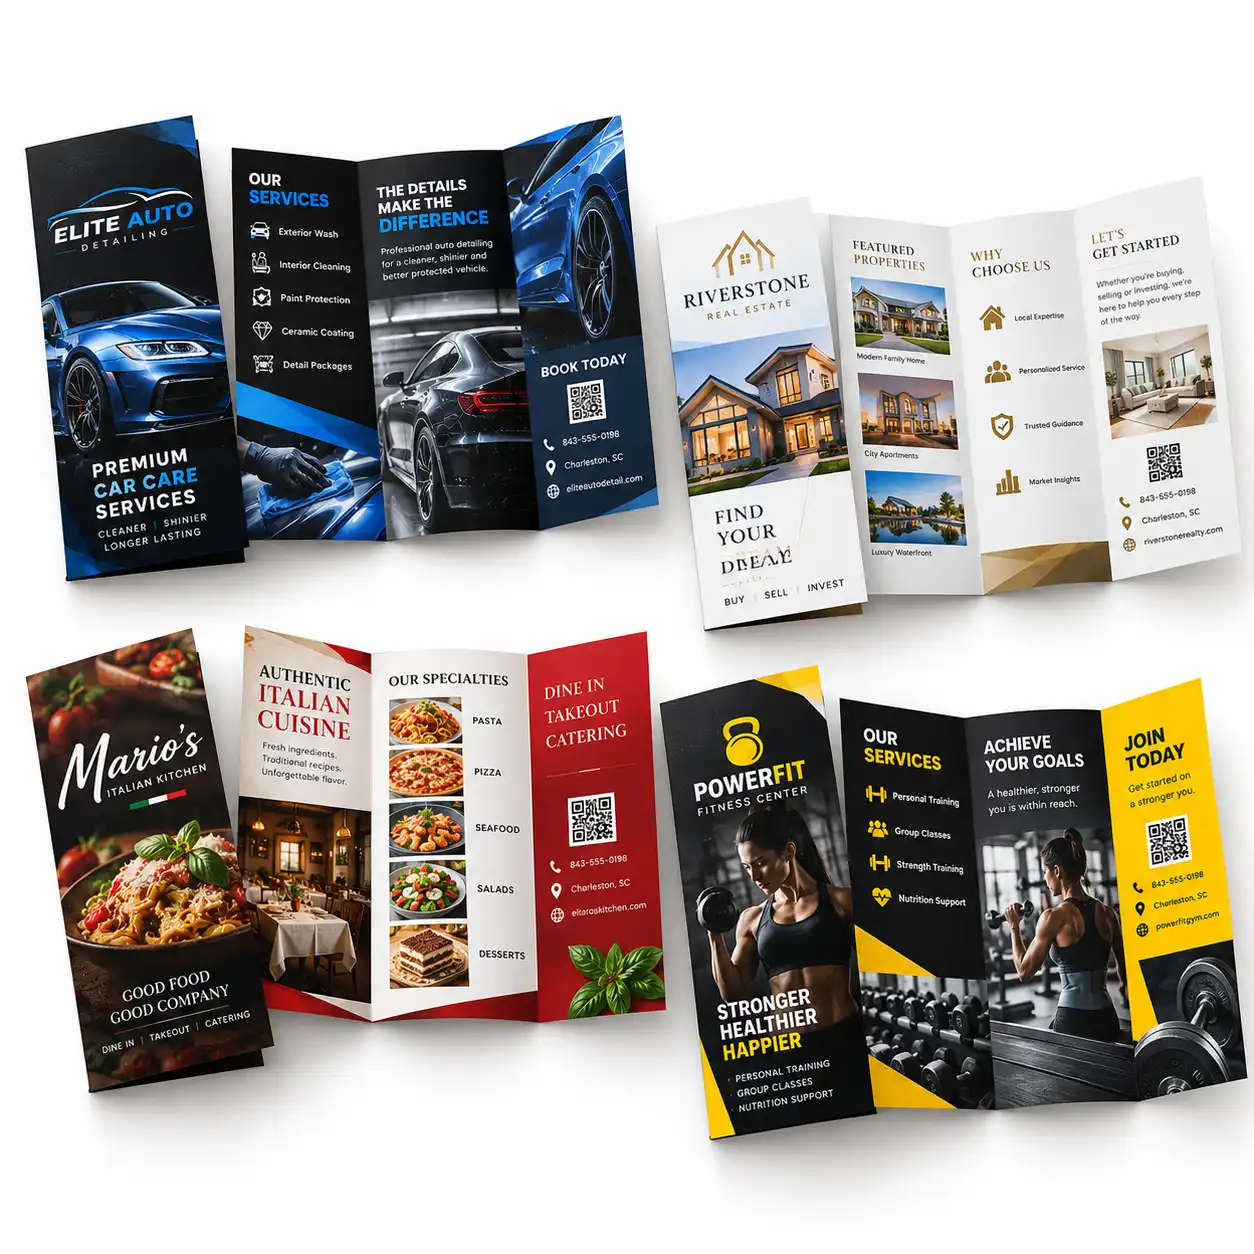 ELITE AUTO
DETAILING
PREMIUM
CAR CARE
SERVICES
CLEANER | SHINIER
LONGER LASTING
OUR
SERVICES
Exterior Wash
Interior Cleaning
Paint Protection
Ceramic Coating
Detail Packages
THE DETAILS
MAKE THE
DIFFERENCE
Professional auto detailing
for a cleaner, shinier and
better protected vehicle.
BOOK TODAY
843-555-0198
Charleston, SC
eliteautodetail.com
RIVERSTONE
REAL ESTATE
FIND
YOUR
BUY | SELL | INVEST
FEATURED
PROPERTIES
Modern Family Home
City Apartments
Luxury Waterfront
WHY
CHOOSE US
Local Expertise
Personalized Service
Trusted Guidance
Market Insights
LET'S
GET STARTED
Whether you're buying,
selling or investing, we're
here to help you every step
of the way.
843-555-0198
Charleston, SC
riverstonerealty.com
Mario's
ITALIAN KITCHEN
GOOD FOOD
GOOD COMPANY
DINE IN | TAKEOUT | CATERING
AUTHENTIC
ITALIAN
CUISINE
Fresh ingredients.
Traditional recipes.
Unforgettable flavor.
OUR SPECIALTIES
PASTA
PIZZA
SEAFOOD
SALADS
DESSERTS
DINE IN
TAKEOUT
CATERING
843-555-0198
Charleston, SC
POWERFIT
FITNESS CENTER
STRONGER
HEALTHIER
HAPPIER
· PERSONAL TRAINING
· GROUP CLASSES
· NUTRITION SUPPORT
OUR
SERVICES
Personal Training
Group Classes
Strength Training
Nutrition Support
ACHIEVE
YOUR GOALS
A healthier, stronger
you is within reach.
JOIN
TODAY
Get started on
a stronger you.
843-555-0198
Charleston, SC
powerfitgym.com